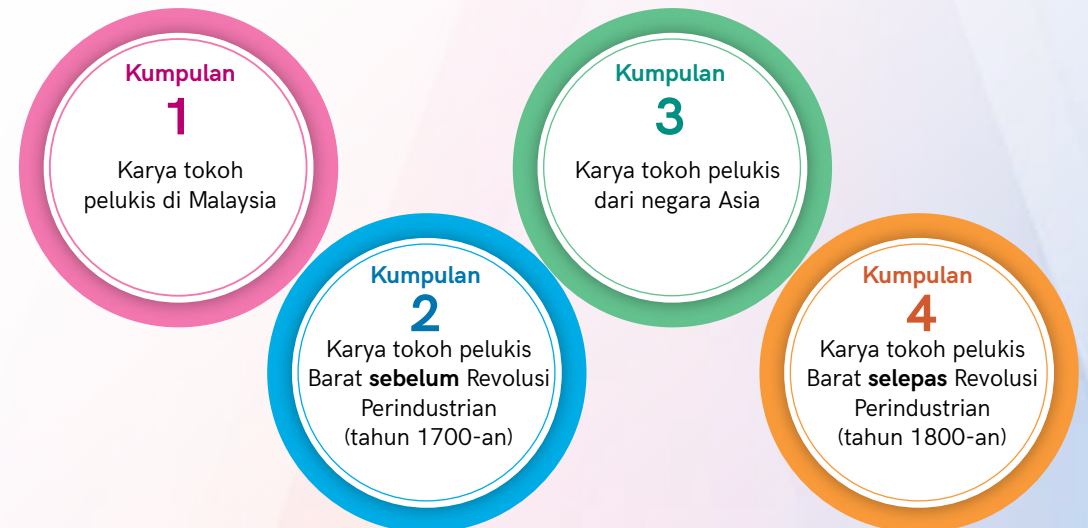 Kumpulan
1
Karya tokoh
pelukis di Malaysia
Kumpulan
2
Karya tokoh pelukis
Barat sebelum Revolusi
Perindustrian
(tahun 1700-an)
Kumpulan
3
Karya tokoh pelukis
dari negara Asia
Kumpulan
4
Karya tokoh pelukis
Barat selepas Revolusi
Perindustrian
(tahun 1800-an)